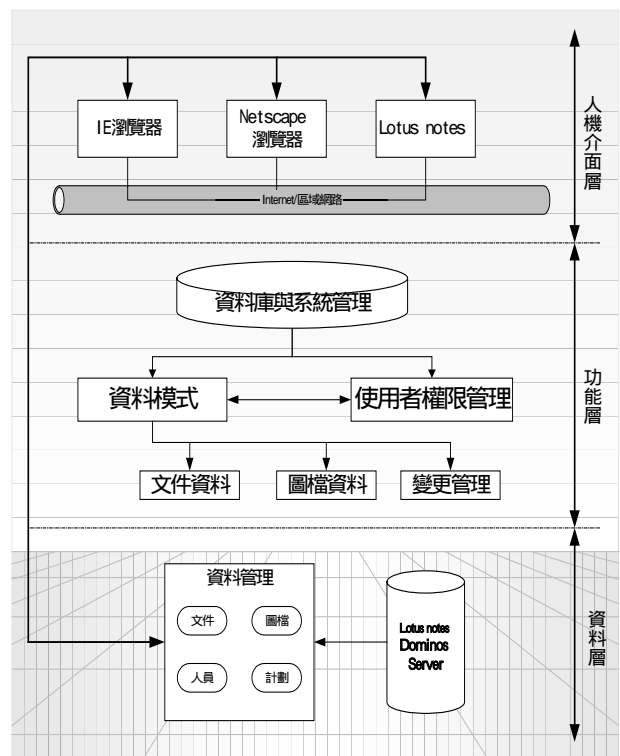 IE瀏覽器
Netscape
瀏覽器
Lotus notes
Internet/區域網路
人機介面層
資料庫與系統管理
資料模式
使用者權限管理
文件資料
圖檔資料
變更管理
功能層
資料管理
文件
圖檔
人員
計劃
Lotus notes
Dominos
Server
資料層